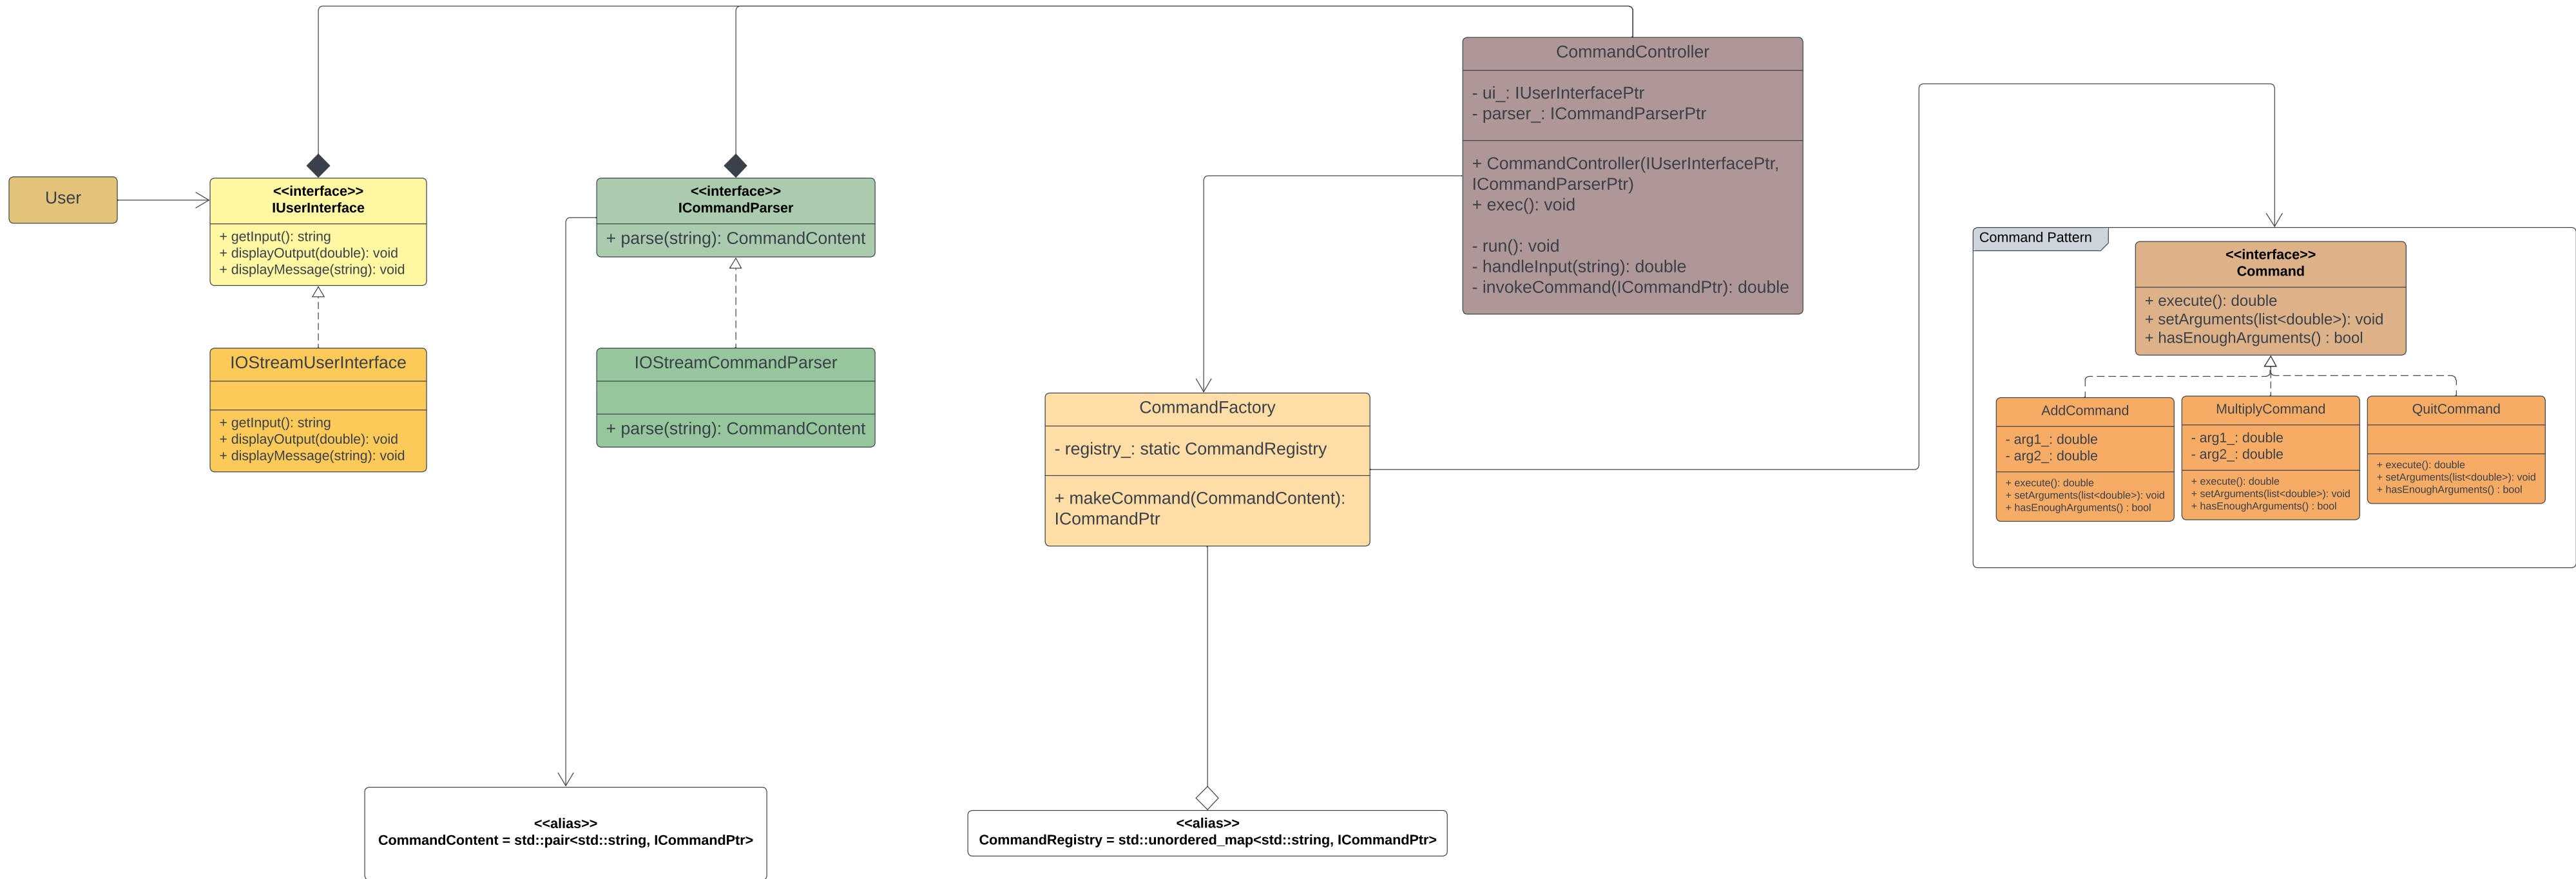 User
<<interface>>
IUserInterface
+ getInput(): string
+ displayOutput(double): void
+ displayMessage(string): void
IOStreamUserInterface
+ getInput(): string
+ displayOutput(double): void
+ displayMessage(string): void
<<interface>>
ICommandParser
+ parse(string): CommandContent
IOStreamCommandParser
+ parse(string): CommandContent
<<alias>>
CommandContent = std::pair<std::string, ICommandPtr>
CommandController
- ui_: IUserInterfacePtr
- parser_: ICommandParserPtr
+ CommandController(IUserInterfacePtr,
ICommandParserPtr)
+ exec(): void
- run(): void
- handleInput(string): double
- invokeCommand(ICommandPtr): double
CommandFactory
- registry_: static CommandRegistry
+ makeCommand(CommandContent):
ICommandPtr
<<alias>>
CommandRegistry = std::unordered_map<std::string, ICommandPtr>
Command Pattern
<<interface>>
Command
+ execute(): double
+ setArguments(list<double>): void
+ hasEnoughArguments() : bool
AddCommand
- arg1_: double
- arg2_: double
+ execute(): double
+ setArguments(list<double>): void
+ hasEnoughArguments() : bool
MultiplyCommand
- arg1_: double
- arg2_: double
+ execute(): double
+ setArguments(list<double>): void
+ hasEnoughArguments() : bool
QuitCommand
+ execute(): double
+ setArguments(list<double>): void
+ hasEnoughArguments() : bool